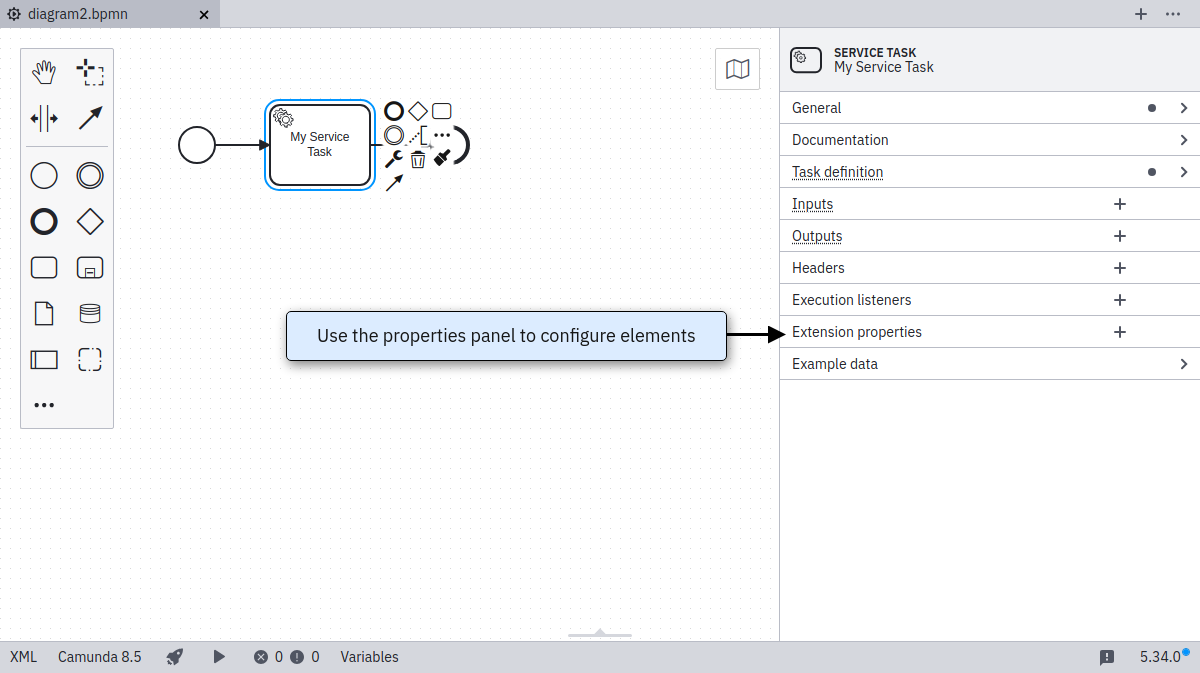 diagram2.bpmn
SERVICE TASK
My Service Task
My Service
Task
General
Documentation
Task definition
Inputs
Outputs
Headers
Execution listeners
Extension properties
Example data
Use the properties panel to configure elements
XML Camunda 8.5 0 0 Variables 5.34.0